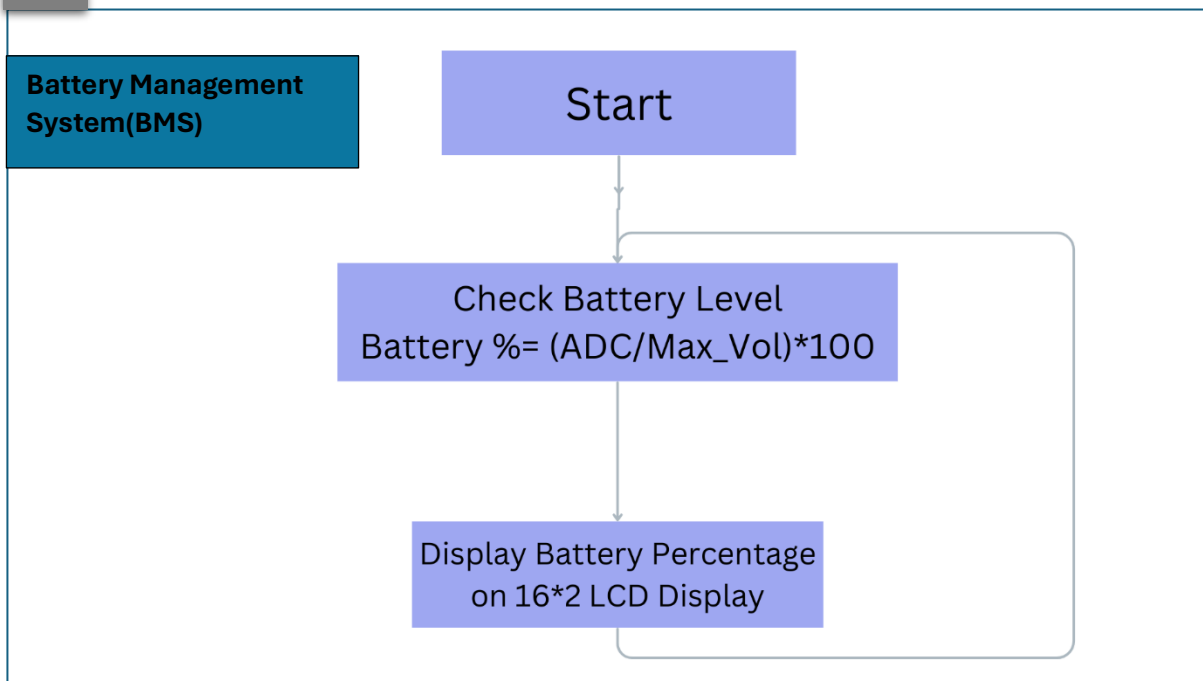 Battery Management
System(BMS)
Start
Check Battery Level
Battery %= (ADC/Max_Vol)*100
Display Battery Percentage
on 16*2 LCD Display